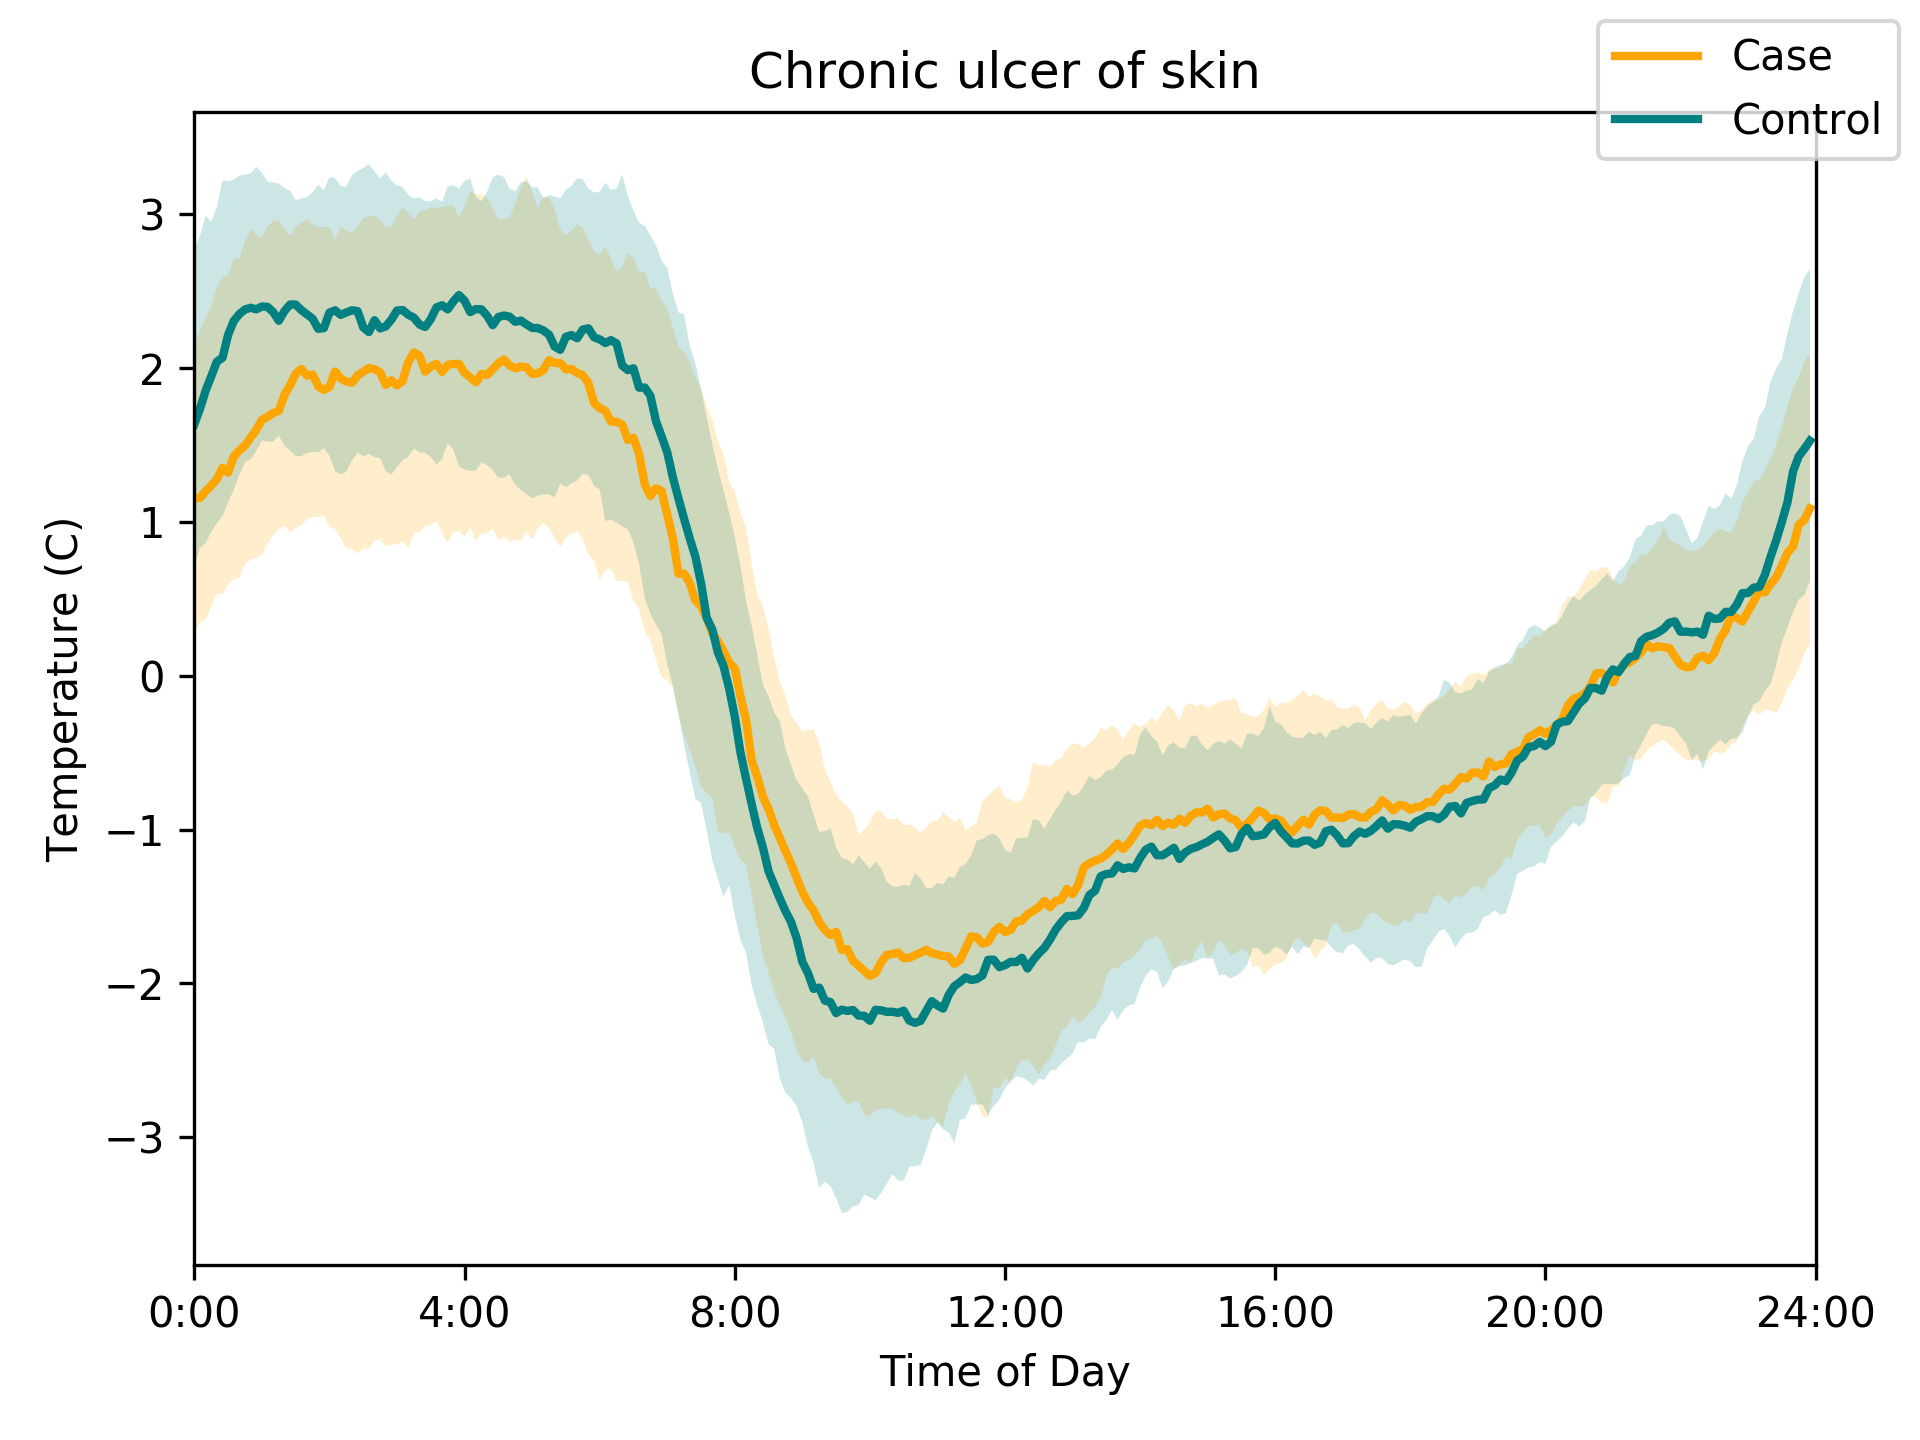 Chronic ulcer of skin
Case
Control
Temperature (C)
3
2
1
0
−1
−2
−3
0:00
4:00
8:00
12:00
16:00
20:00
24:00
Time of Day